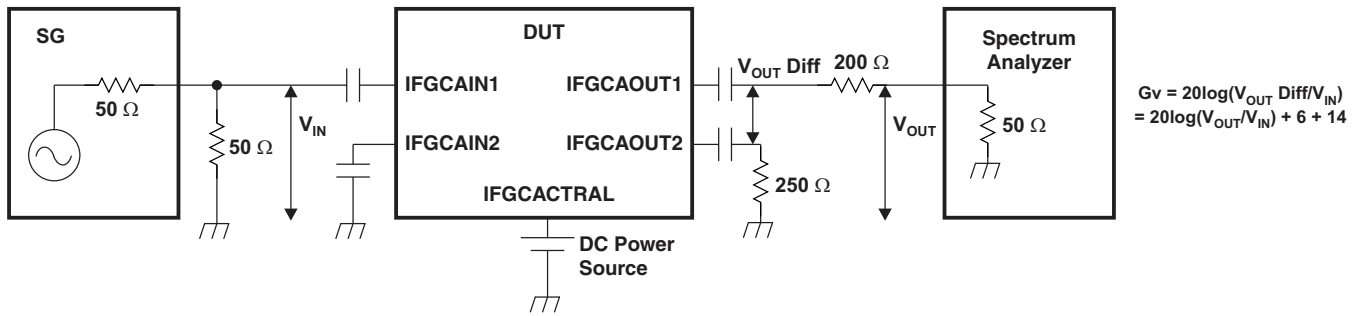 SG
50 Ω
50 Ω
V_IN
DUT
IFGCAIN1
IFGCAIN2
IFGCAOUT1
IFGCAOUT2
IFGCACTRAL
DC Power
Source
V_OUT Diff
200 Ω
250 Ω
V_OUT
Spectrum
Analyzer
50 Ω
Gv = 20log(V_OUT Diff/V_IN)
= 20log(V_OUT/V_IN) + 6 + 14